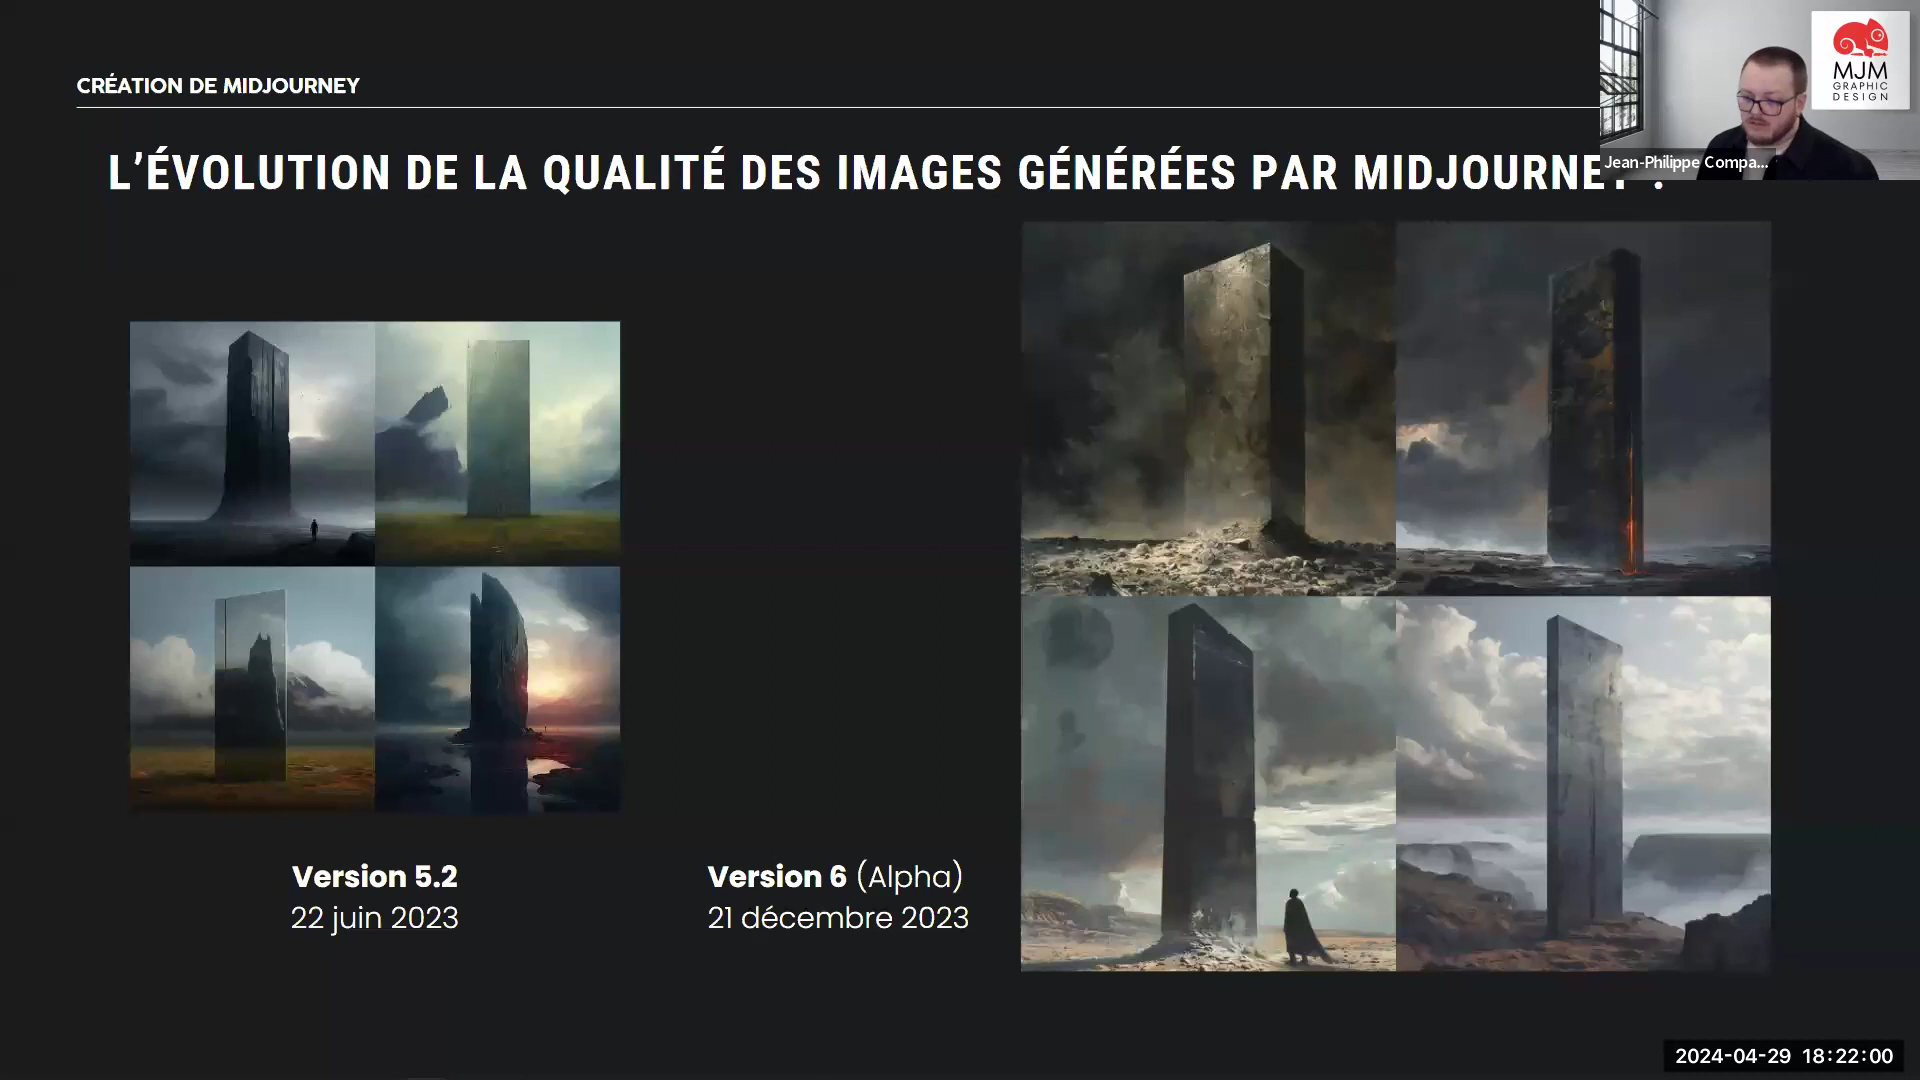 CRÉATION DE MIDJOURNEY
MJM
GRAPHIC
DESIGN
Jean-Philippe Compa...
L'ÉVOLUTION DE LA QUALITÉ DES IMAGES GÉNÉRÉES PAR MIDJOURNEY :
Version 5.2
22 juin 2023
Version 6 (Alpha)
21 décembre 2023
2024-04-29 18:22:00